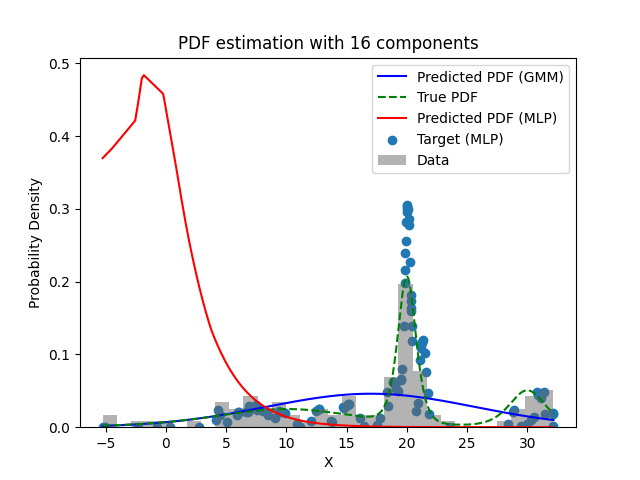 PDF estimation with 16 components
Predicted PDF (GMM)
True PDF
Predicted PDF (MLP)
Target (MLP)
Data
Probability Density
0.5
0.4
0.3
0.2
0.1
0.0
−5 0 5 10 15 20 25 30
X